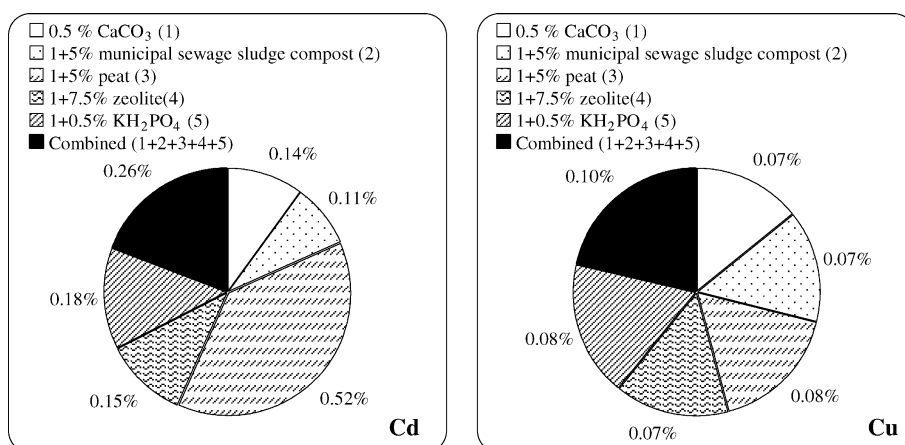 0.5 % CaCO₃ (1)
1+5% municipal sewage sludge compost (2)
1+5% peat (3)
1+7.5% zeolite(4)
1+0.5% KH₂PO₄ (5)
Combined (1+2+3+4+5)
0.26%
0.14%
0.11%
0.18%
0.15%
0.52%
Cd
0.5 % CaCO₃ (1)
1+5% municipal sewage sludge compost (2)
1+5% peat (3)
1+7.5% zeolite(4)
1+0.5% KH₂PO₄ (5)
Combined (1+2+3+4+5)
0.07%
0.10%
0.07%
0.08%
0.08%
0.07%
Cu